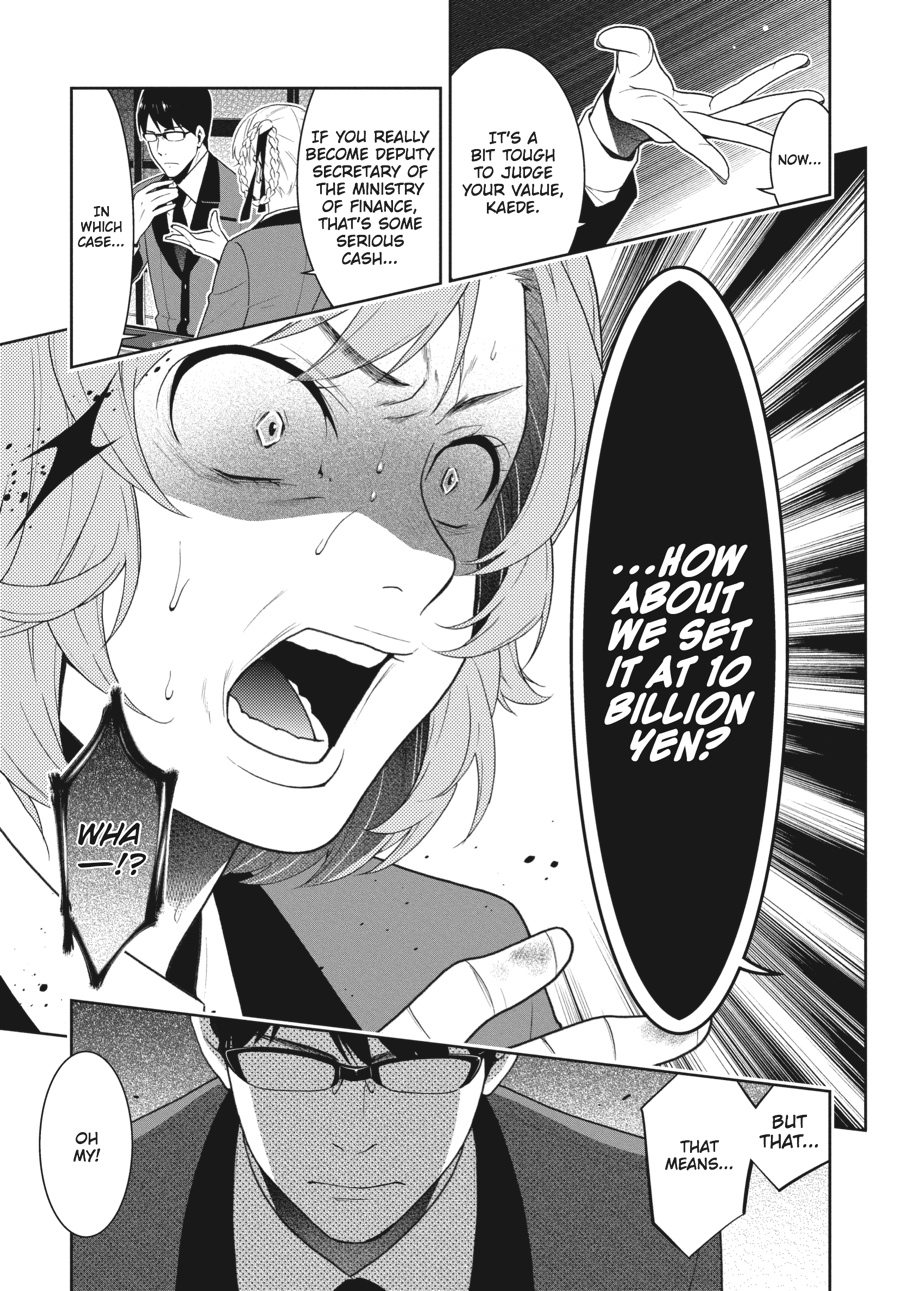 NOW...
IT'S A
BIT TOUGH
TO JUDGE
YOUR VALUE,
KAEDE.
IF YOU REALLY
BECOME DEPUTY
SECRETARY OF
THE MINISTRY
OF FINANCE,
THAT'S SOME
SERIOUS
CASH...
IN
WHICH
CASE...
...HOW
ABOUT
WE SET
IT AT 10
BILLION
YEN?
WHA
—!?
BUT
THAT...
THAT
MEANS...
OH
MY!